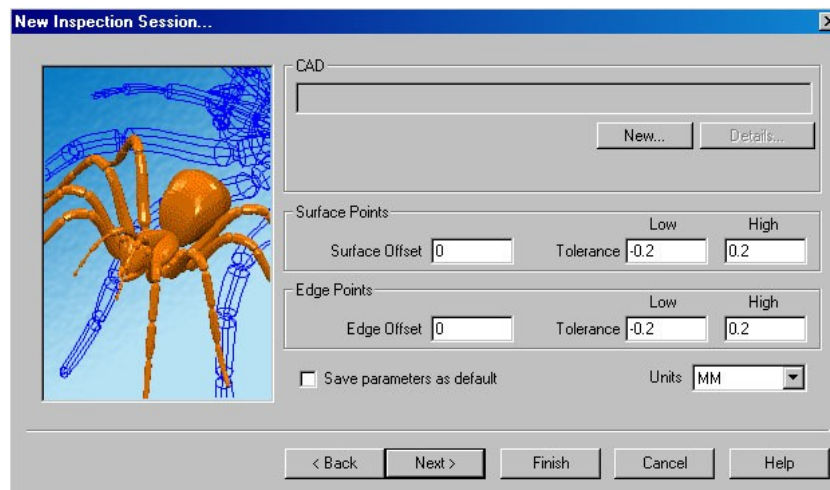 New Inspection Session...
CAD
New... Details...
Surface Points
Low High
Surface Offset 0 Tolerance -0.2 0.2
Edge Points
Low High
Edge Offset 0 Tolerance -0.2 0.2
Save parameters as default Units MM
< Back Next > Finish Cancel Help